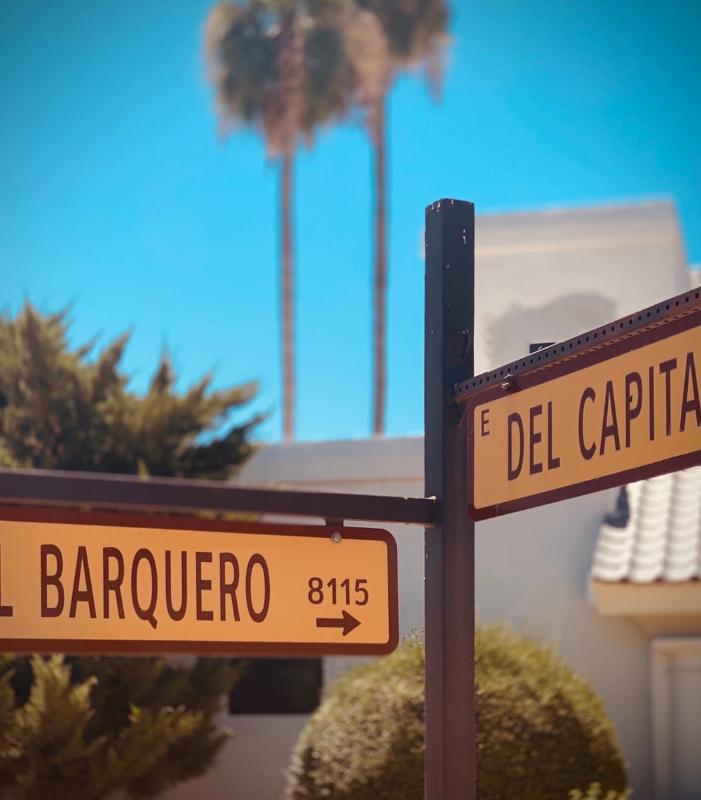 L BARQUERO
8115
E
DEL CAPITA